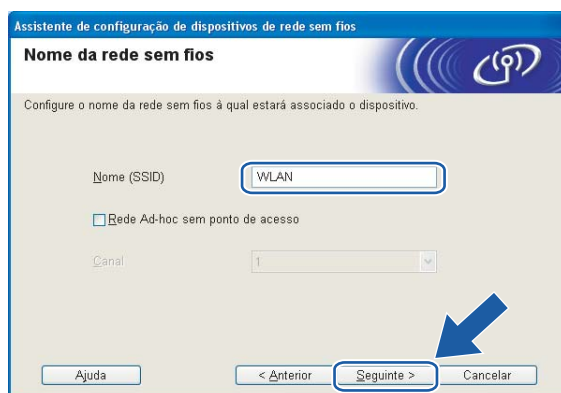 Assistente de configuração de dispositivos de rede sem fios
Nome da rede sem fios
Configure o nome da rede sem fios à qual estará associado o dispositivo.
Nome (SSID) WLAN
Rede Ad-hoc sem ponto de acesso
Canal 1
Ajuda < Anterior Seguinte > Cancelar